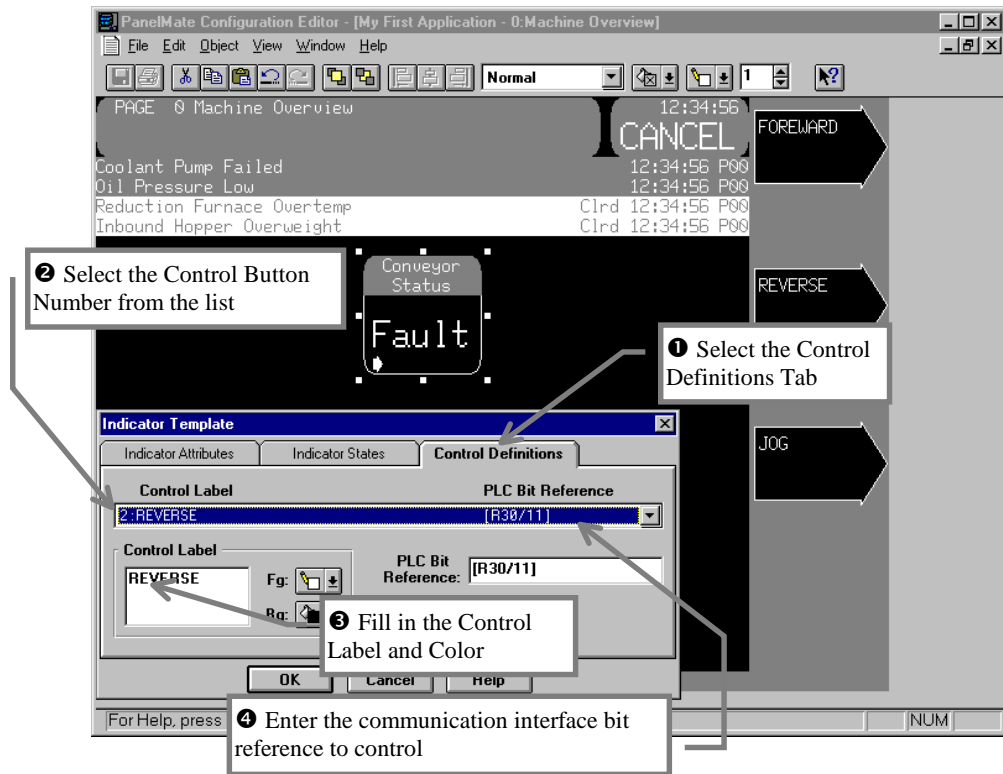 PanelMate Configuration Editor - [My First Application - 0:Machine Overview]
File Edit Object View Window Help
Normal
1
PAGE 0 Machine Overview
12:34:56
CANCEL
Coolant Pump Failed 12:34:56 P00
Oil Pressure Low 12:34:56 P00
Reduction Furnace Overtemp Clrd 12:34:56 P00
Inbound Hopper Overweight Clrd 12:34:56 P00
FOREWARD
REVERSE
JOG
Conveyor
Status
Fault
❷ Select the Control Button
Number from the list
❶ Select the Control
Definitions Tab
Indicator Template
Indicator Attributes Indicator States Control Definitions
Control Label PLC Bit Reference
2:REVERSE [R30/11]
Control Label
REVERSE
Fg:
Bg:
PLC Bit
Reference: [R30/11]
❸ Fill in the Control
Label and Color
OK Cancel Help
❹ Enter the communication interface bit
reference to control
For Help, press
NUM